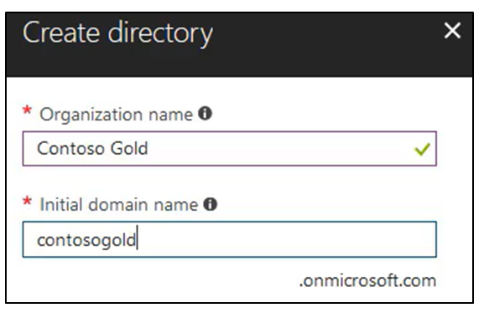 Create directory
* Organization name
Contoso Gold
* Initial domain name
contosogold
.onmicrosoft.com